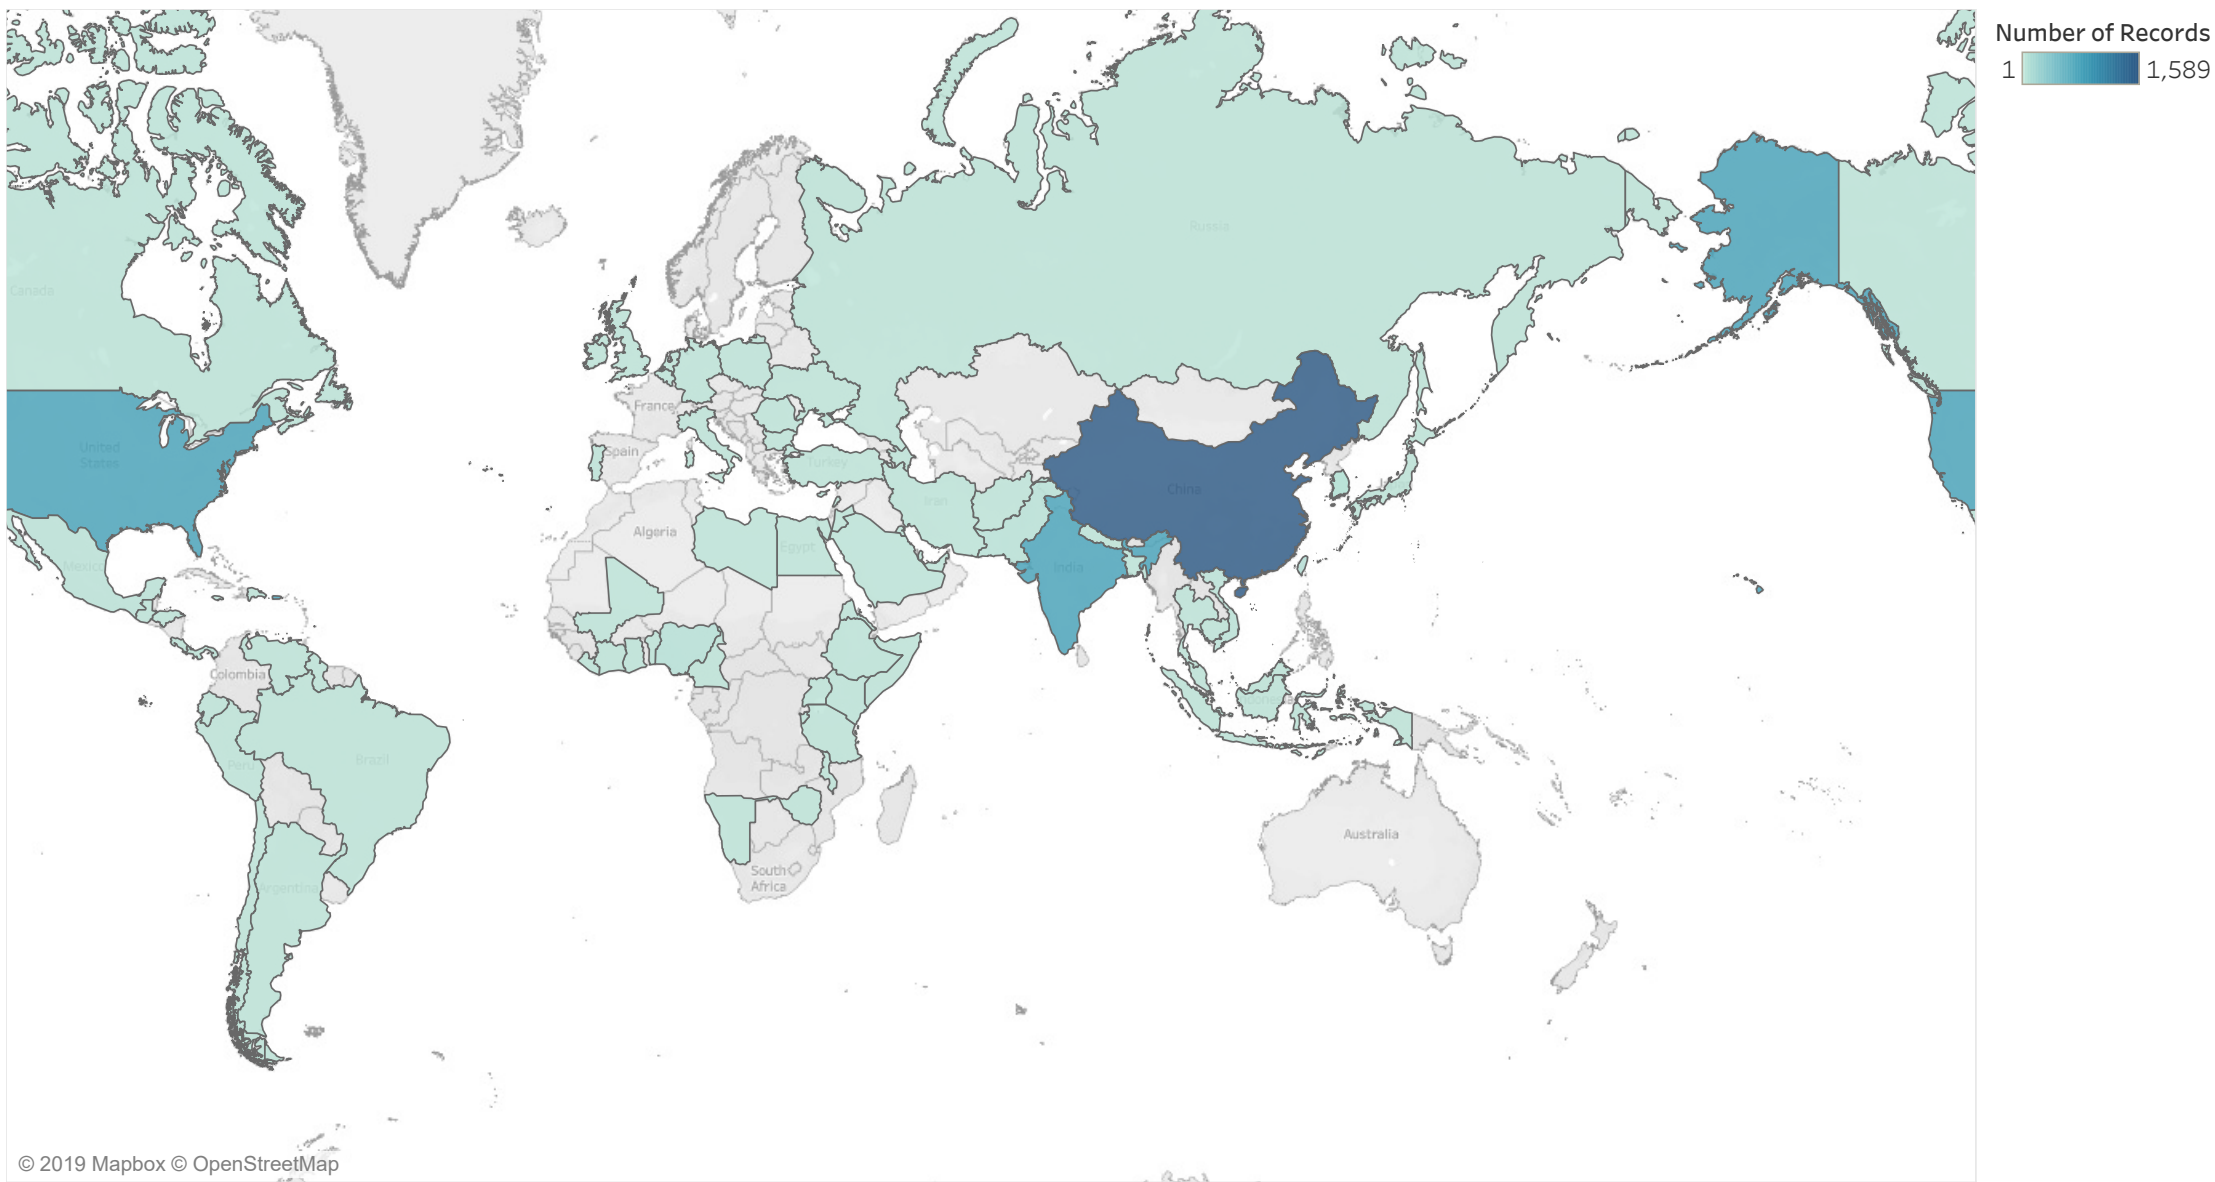 Number of Records
1 1,589
Russia
Canada
France
United
States
Spain
Turkey
Iran
China
Algeria
Egypt
Mexico
India
Colombia
Peru
Brazil
Australia
South
Africa
Argentina
© 2019 Mapbox © OpenStreetMap